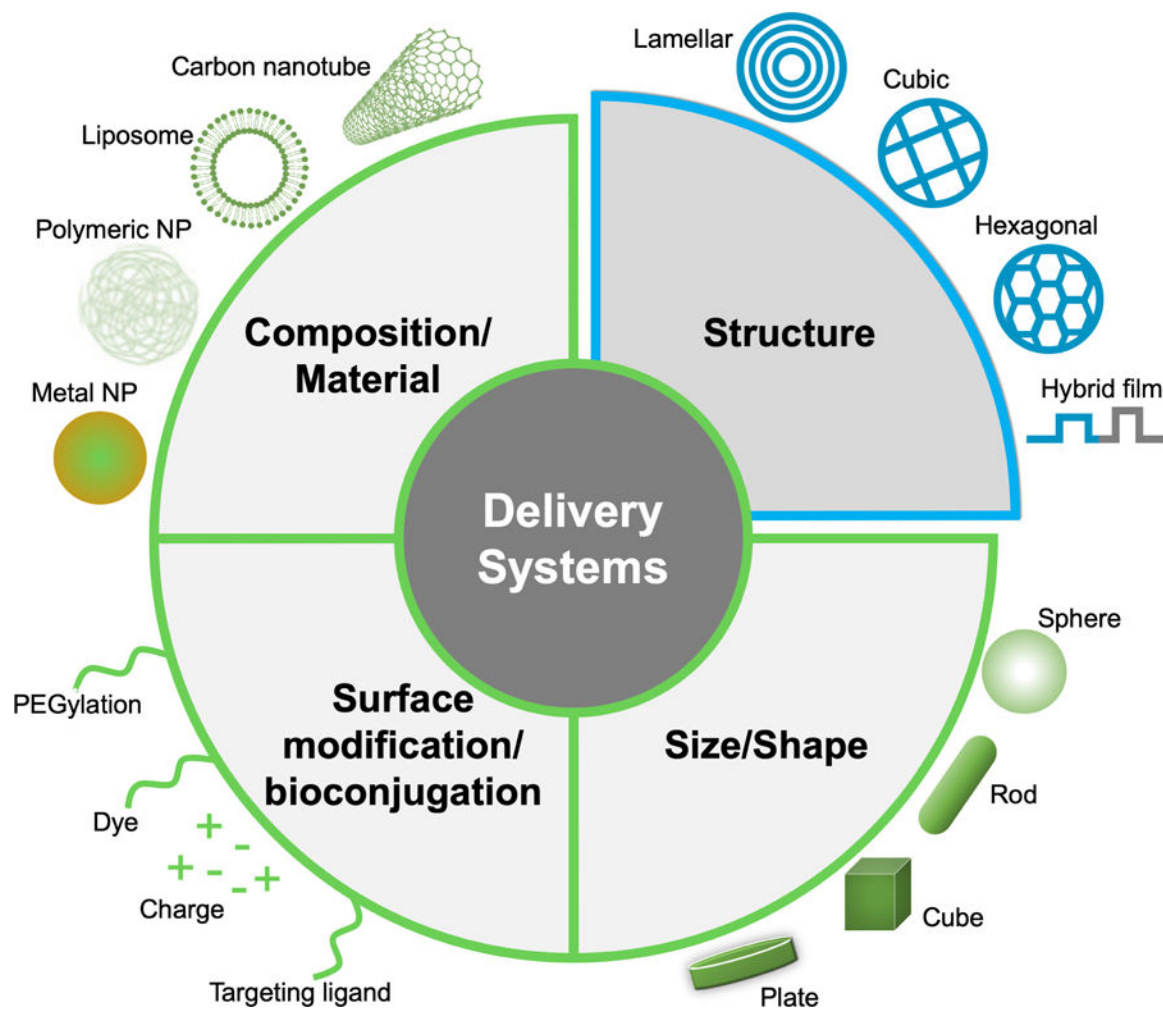 Carbon nanotube
Liposome
Polymeric NP
Metal NP
Composition/
Material
Lamellar
Cubic
Hexagonal
Hybrid film
Structure
Delivery
Systems
PEGylation
Dye
Charge
Targeting ligand
Surface
modification/
bioconjugation
Size/Shape
Sphere
Rod
Cube
Plate